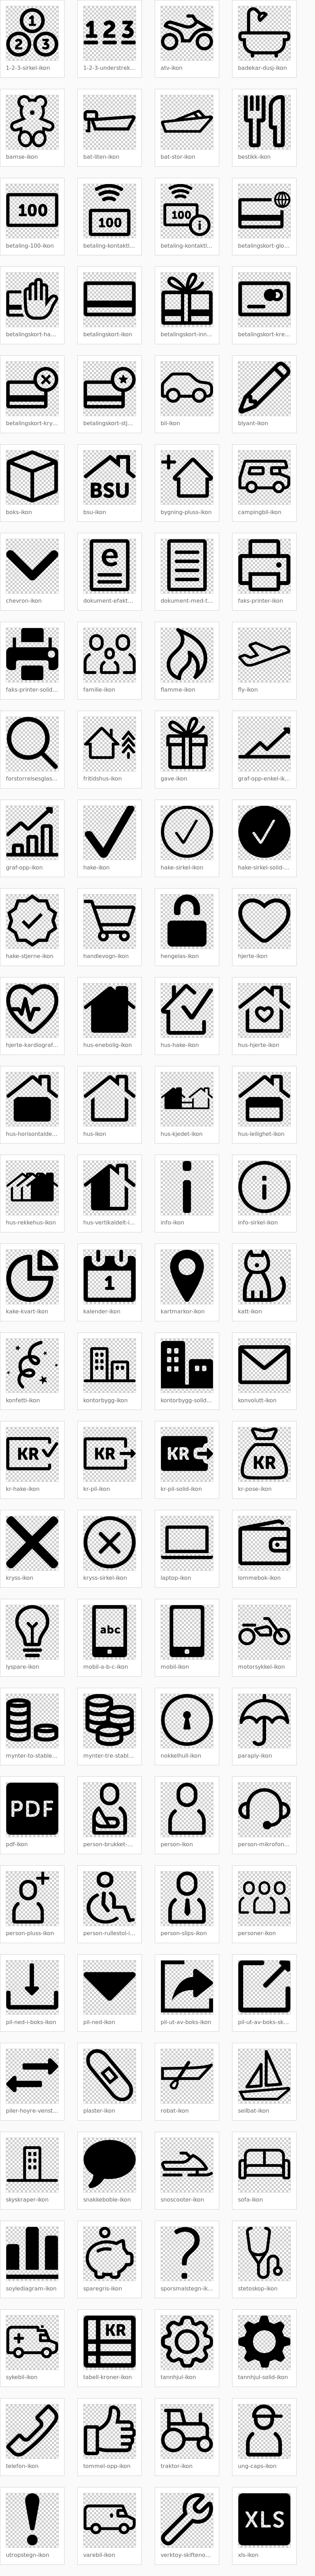 1 2 3
1 2 3
1-2-3-sirkel-ikon 1-2-3-understrek... atv-ikon badekar-dusj-ikon
bamse-ikon bat-liten-ikon bat-stor-ikon bestikk-ikon
100 100 100 i
betaling-100-ikon betaling-kontaktl... betaling-kontaktl... betalingskort-glo...
betalingskort-ha... betalingskort-ikon betalingskort-inn... betalingskort-kre...
betalingskort-kry... betalingskort-stj... bil-ikon blyant-ikon
BSU
boks-ikon bsu-ikon bygning-pluss-ikon campingbil-ikon
e
chevron-ikon dokument-efakt... dokument-med-t... faks-printer-ikon
faks-printer-solid... familie-ikon flamme-ikon fly-ikon
forstorrelsesglas... fritidshus-ikon gave-ikon graf-opp-enkel-ik...
graf-opp-ikon hake-ikon hake-sirkel-ikon hake-sirkel-solid-...
hake-stjerne-ikon handlevogn-ikon hengelas-ikon hjerte-ikon
hjerte-kardiograf... hus-enebolig-ikon hus-hake-ikon hus-hjerte-ikon
hus-horisontalde... hus-ikon hus-kjedet-ikon hus-leilighet-ikon
i i
hus-rekkehus-ikon hus-vertikaldelt-i... info-ikon info-sirkel-ikon
1
kake-kvart-ikon kalender-ikon kartmarkor-ikon katt-ikon
konfetti-ikon kontorbygg-ikon kontorbygg-solid... konvolutt-ikon
KR KR KR KR
kr-hake-ikon kr-pil-ikon kr-pil-solid-ikon kr-pose-ikon
kryss-ikon kryss-sirkel-ikon laptop-ikon lommebok-ikon
abc
lyspare-ikon mobil-a-b-c-ikon mobil-ikon motorsykkel-ikon
mynter-to-stable... mynter-tre-stabl... nokkelhull-ikon paraply-ikon
PDF
pdf-ikon person-brukket-... person-ikon person-mikrofon...
person-pluss-ikon person-rullestol-i... person-slips-ikon personer-ikon
pil-ned-i-boks-ikon pil-ned-ikon pil-ut-av-boks-ikon pil-ut-av-boks-sk...
piler-hoyre-venst... plaster-ikon robat-ikon seilbat-ikon
skyskraper-ikon snakkeboble-ikon snoscooter-ikon sofa-ikon
?
soylediagram-ikon sparegris-ikon sporsmalstegn-ik... stetoskop-ikon
KR
sykebil-ikon tabell-kroner-ikon tannhjul-ikon tannhjul-solid-ikon
telefon-ikon tommel-opp-ikon traktor-ikon ung-caps-ikon
! XLS
utropstegn-ikon varebil-ikon verktoy-skifteno... xls-ikon